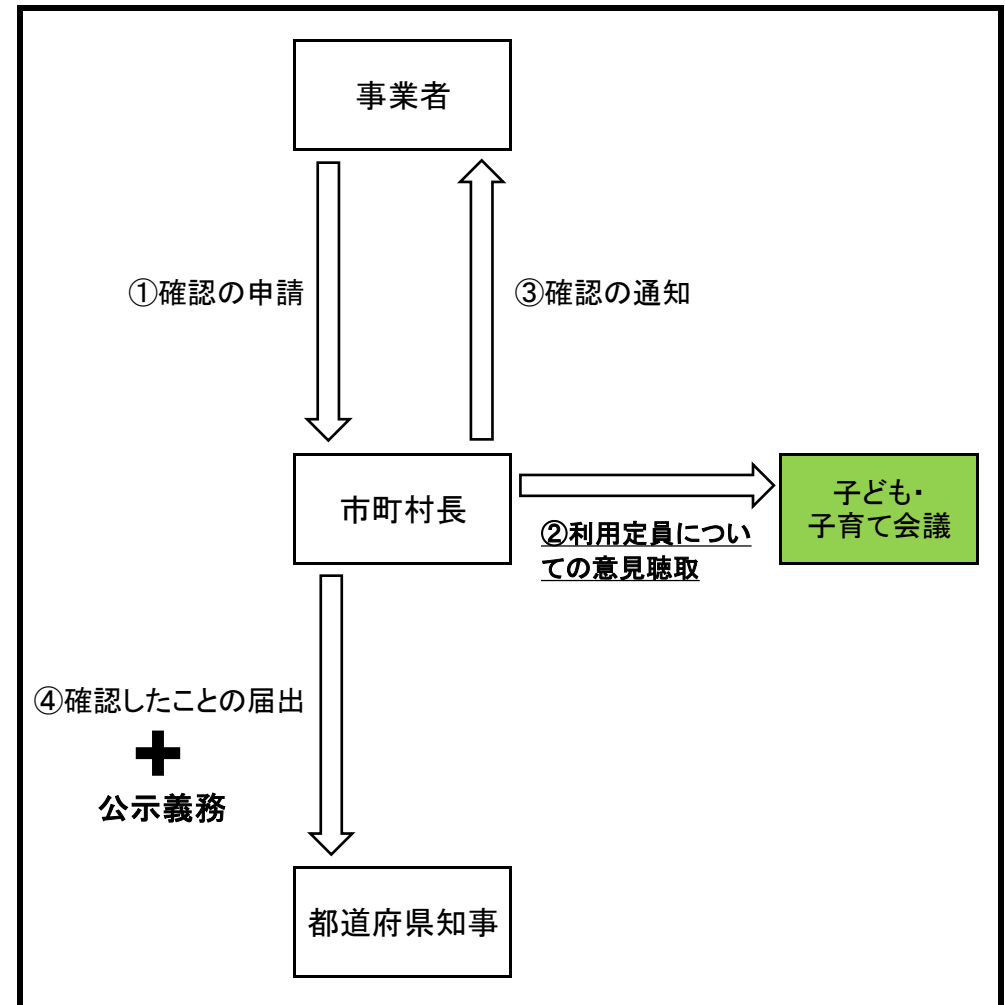 事業者
①確認の申請
③確認の通知
市町村長
②利用定員につい
ての意見聴取
子ども・
子育て会議
④確認したことの届出
+
公示義務
都道府県知事